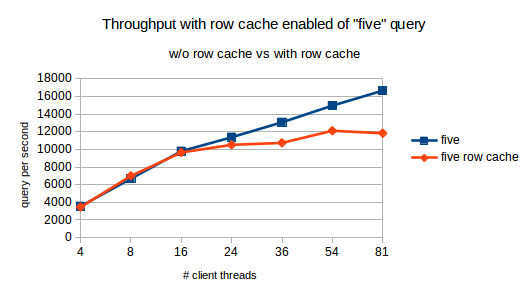 Throughput with row cache enabled of "five" query
w/o row cache vs with row cache
query per second
18000
16000
14000
12000
10000
8000
6000
4000
2000
0
4 8 16 24 36 54 81
# client threads
five
five row cache